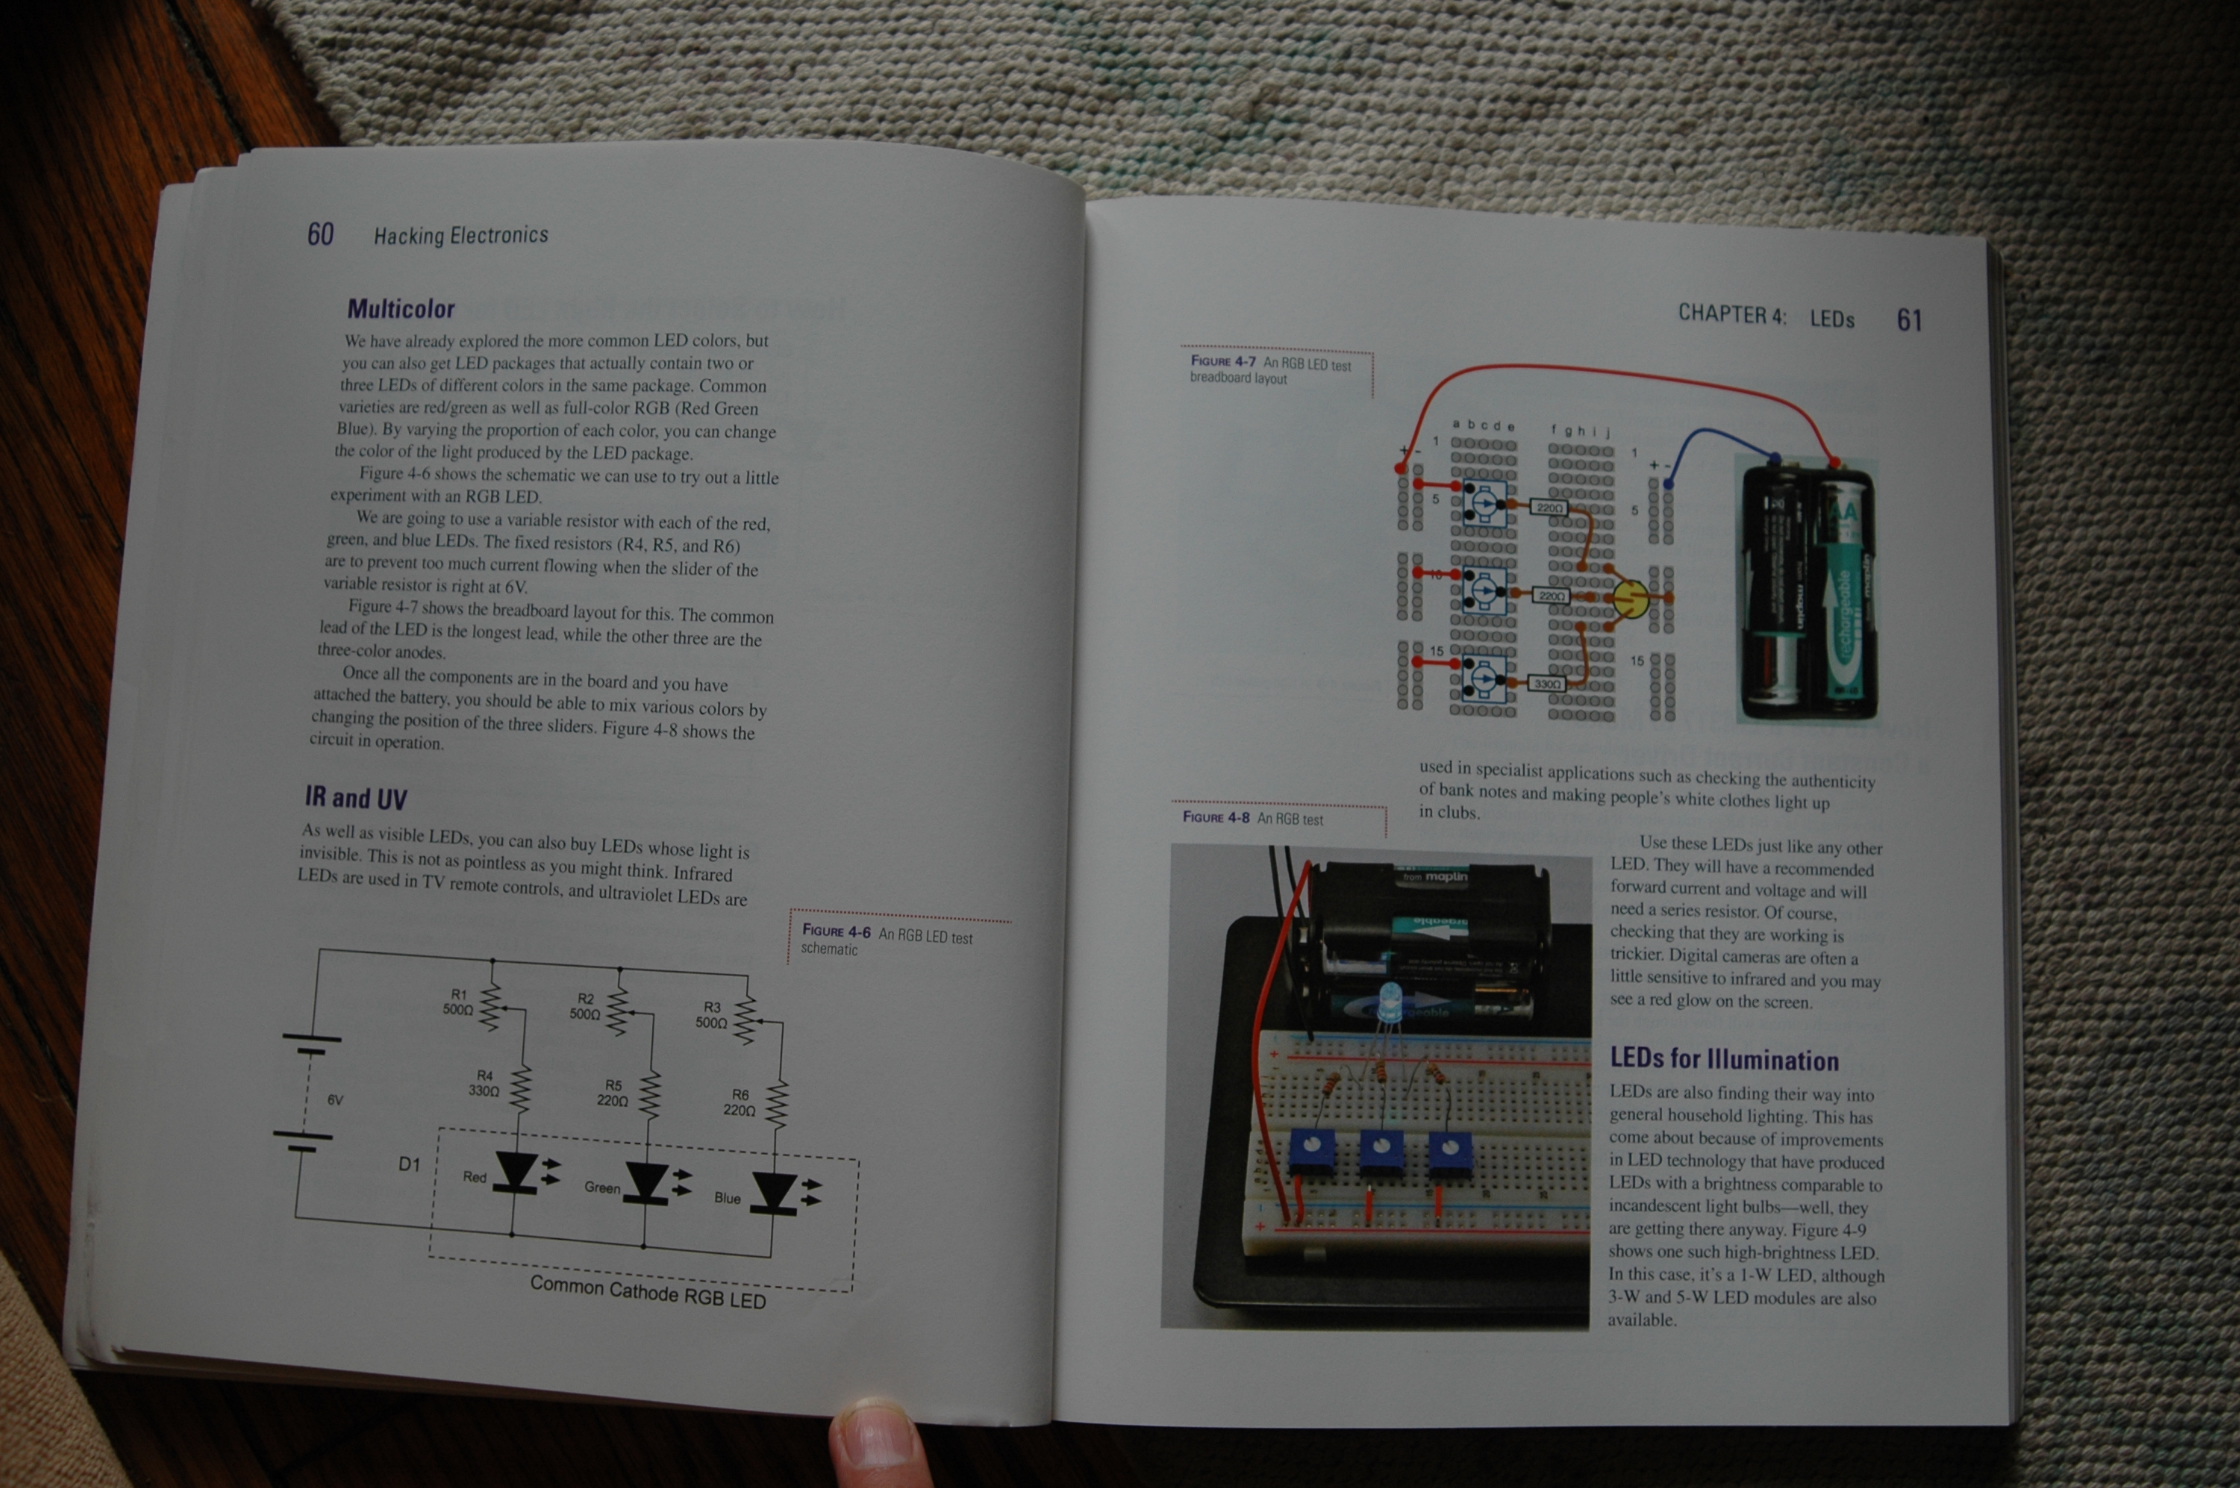 60 Hacking Electronics
Multicolor
We have already explored the more common LED colors, but
you can also get LED packages that actually contain two or
three LEDs of different colors in the same package. Common
varieties are red/green as well as full-color RGB (Red Green
Blue). By varying the proportion of each color, you can change
the color of the light produced by the LED package.
Figure 4-6 shows the schematic we can use to try out a little
experiment with an RGB LED.
We are going to use a variable resistor with each of the red,
green, and blue LEDs. The fixed resistors (R4, R5, and R6)
are to prevent too much current flowing when the slider of the
variable resistor is right at 6V.
Figure 4-7 shows the breadboard layout for this. The common
lead of the LED is the longest lead, while the other three are the
three-color anodes.
Once all the components are in the board and you have
attached the battery, you should be able to mix various colors by
changing the position of the three sliders. Figure 4-8 shows the
circuit in operation.
IR and UV
As well as visible LEDs, you can also buy LEDs whose light is
invisible. This is not as pointless as you might think. Infrared
LEDs are used in TV remote controls, and ultraviolet LEDs are
FIGURE 4-6 An RGB LED test
schematic
R1
500Ω
R2
500Ω
R3
500Ω
R4
330Ω
R5
220Ω
R6
220Ω
6V
D1
Red
Green
Blue
Common Cathode RGB LED
CHAPTER 4: LEDs 61
FIGURE 4-7 An RGB LED test
breadboard layout
+ -
1
a b c d e
f g h i j
1
+ -
5
10
15
5
15
220Ω
220Ω
330Ω
maplin
rechargeable
AA
maplin
used in specialist applications such as checking the authenticity
of bank notes and making people's white clothes light up
in clubs.
FIGURE 4-8 An RGB test
from maplin
Use these LEDs just like any other
LED. They will have a recommended
forward current and voltage and will
need a series resistor. Of course,
checking that they are working is
trickier. Digital cameras are often a
little sensitive to infrared and you may
see a red glow on the screen.
LEDs for Illumination
LEDs are also finding their way into
general household lighting. This has
come about because of improvements
in LED technology that have produced
LEDs with a brightness comparable to
incandescent light bulbs—well, they
are getting there anyway. Figure 4-9
shows one such high-brightness LED.
In this case, it's a 1-W LED, although
3-W and 5-W LED modules are also
available.